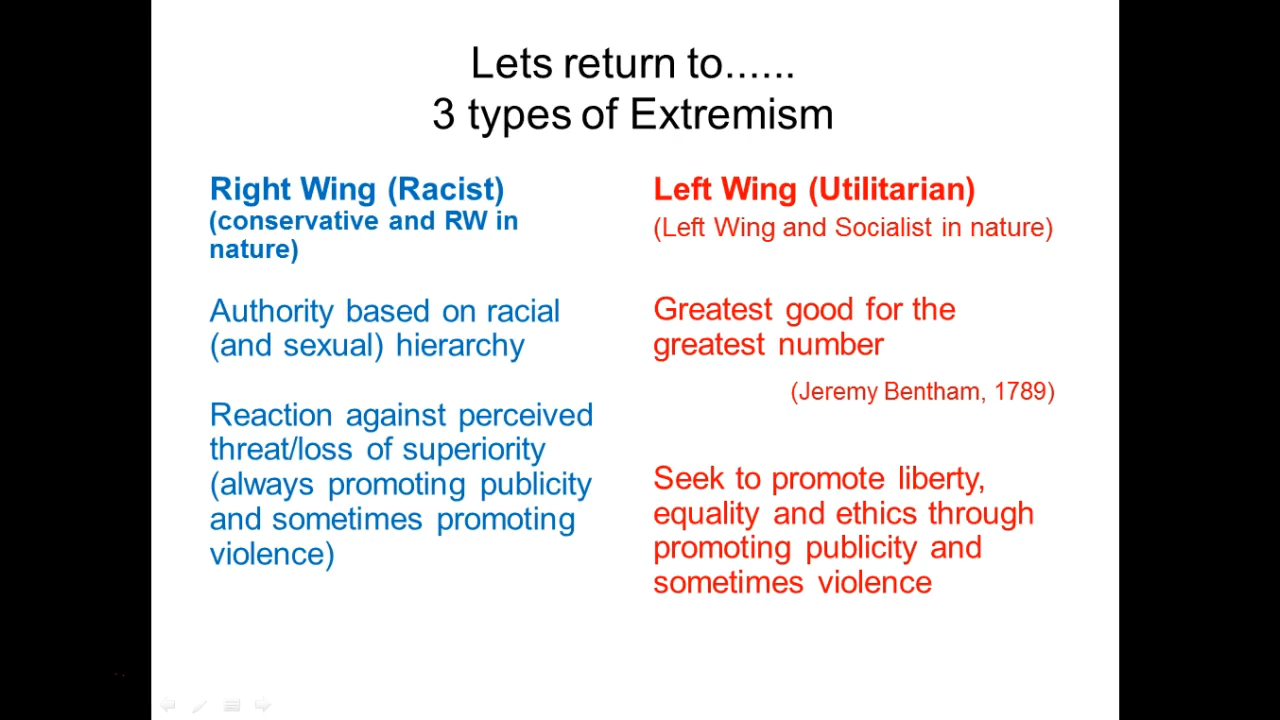 Lets return to......
3 types of Extremism
Right Wing (Racist)
(conservative and RW in
nature)
Authority based on racial
(and sexual) hierarchy
Reaction against perceived
threat/loss of superiority
(always promoting publicity
and sometimes promoting
violence)
Left Wing (Utilitarian)
(Left Wing and Socialist in nature)
Greatest good for the
greatest number
(Jeremy Bentham, 1789)
Seek to promote liberty,
equality and ethics through
promoting publicity and
sometimes violence